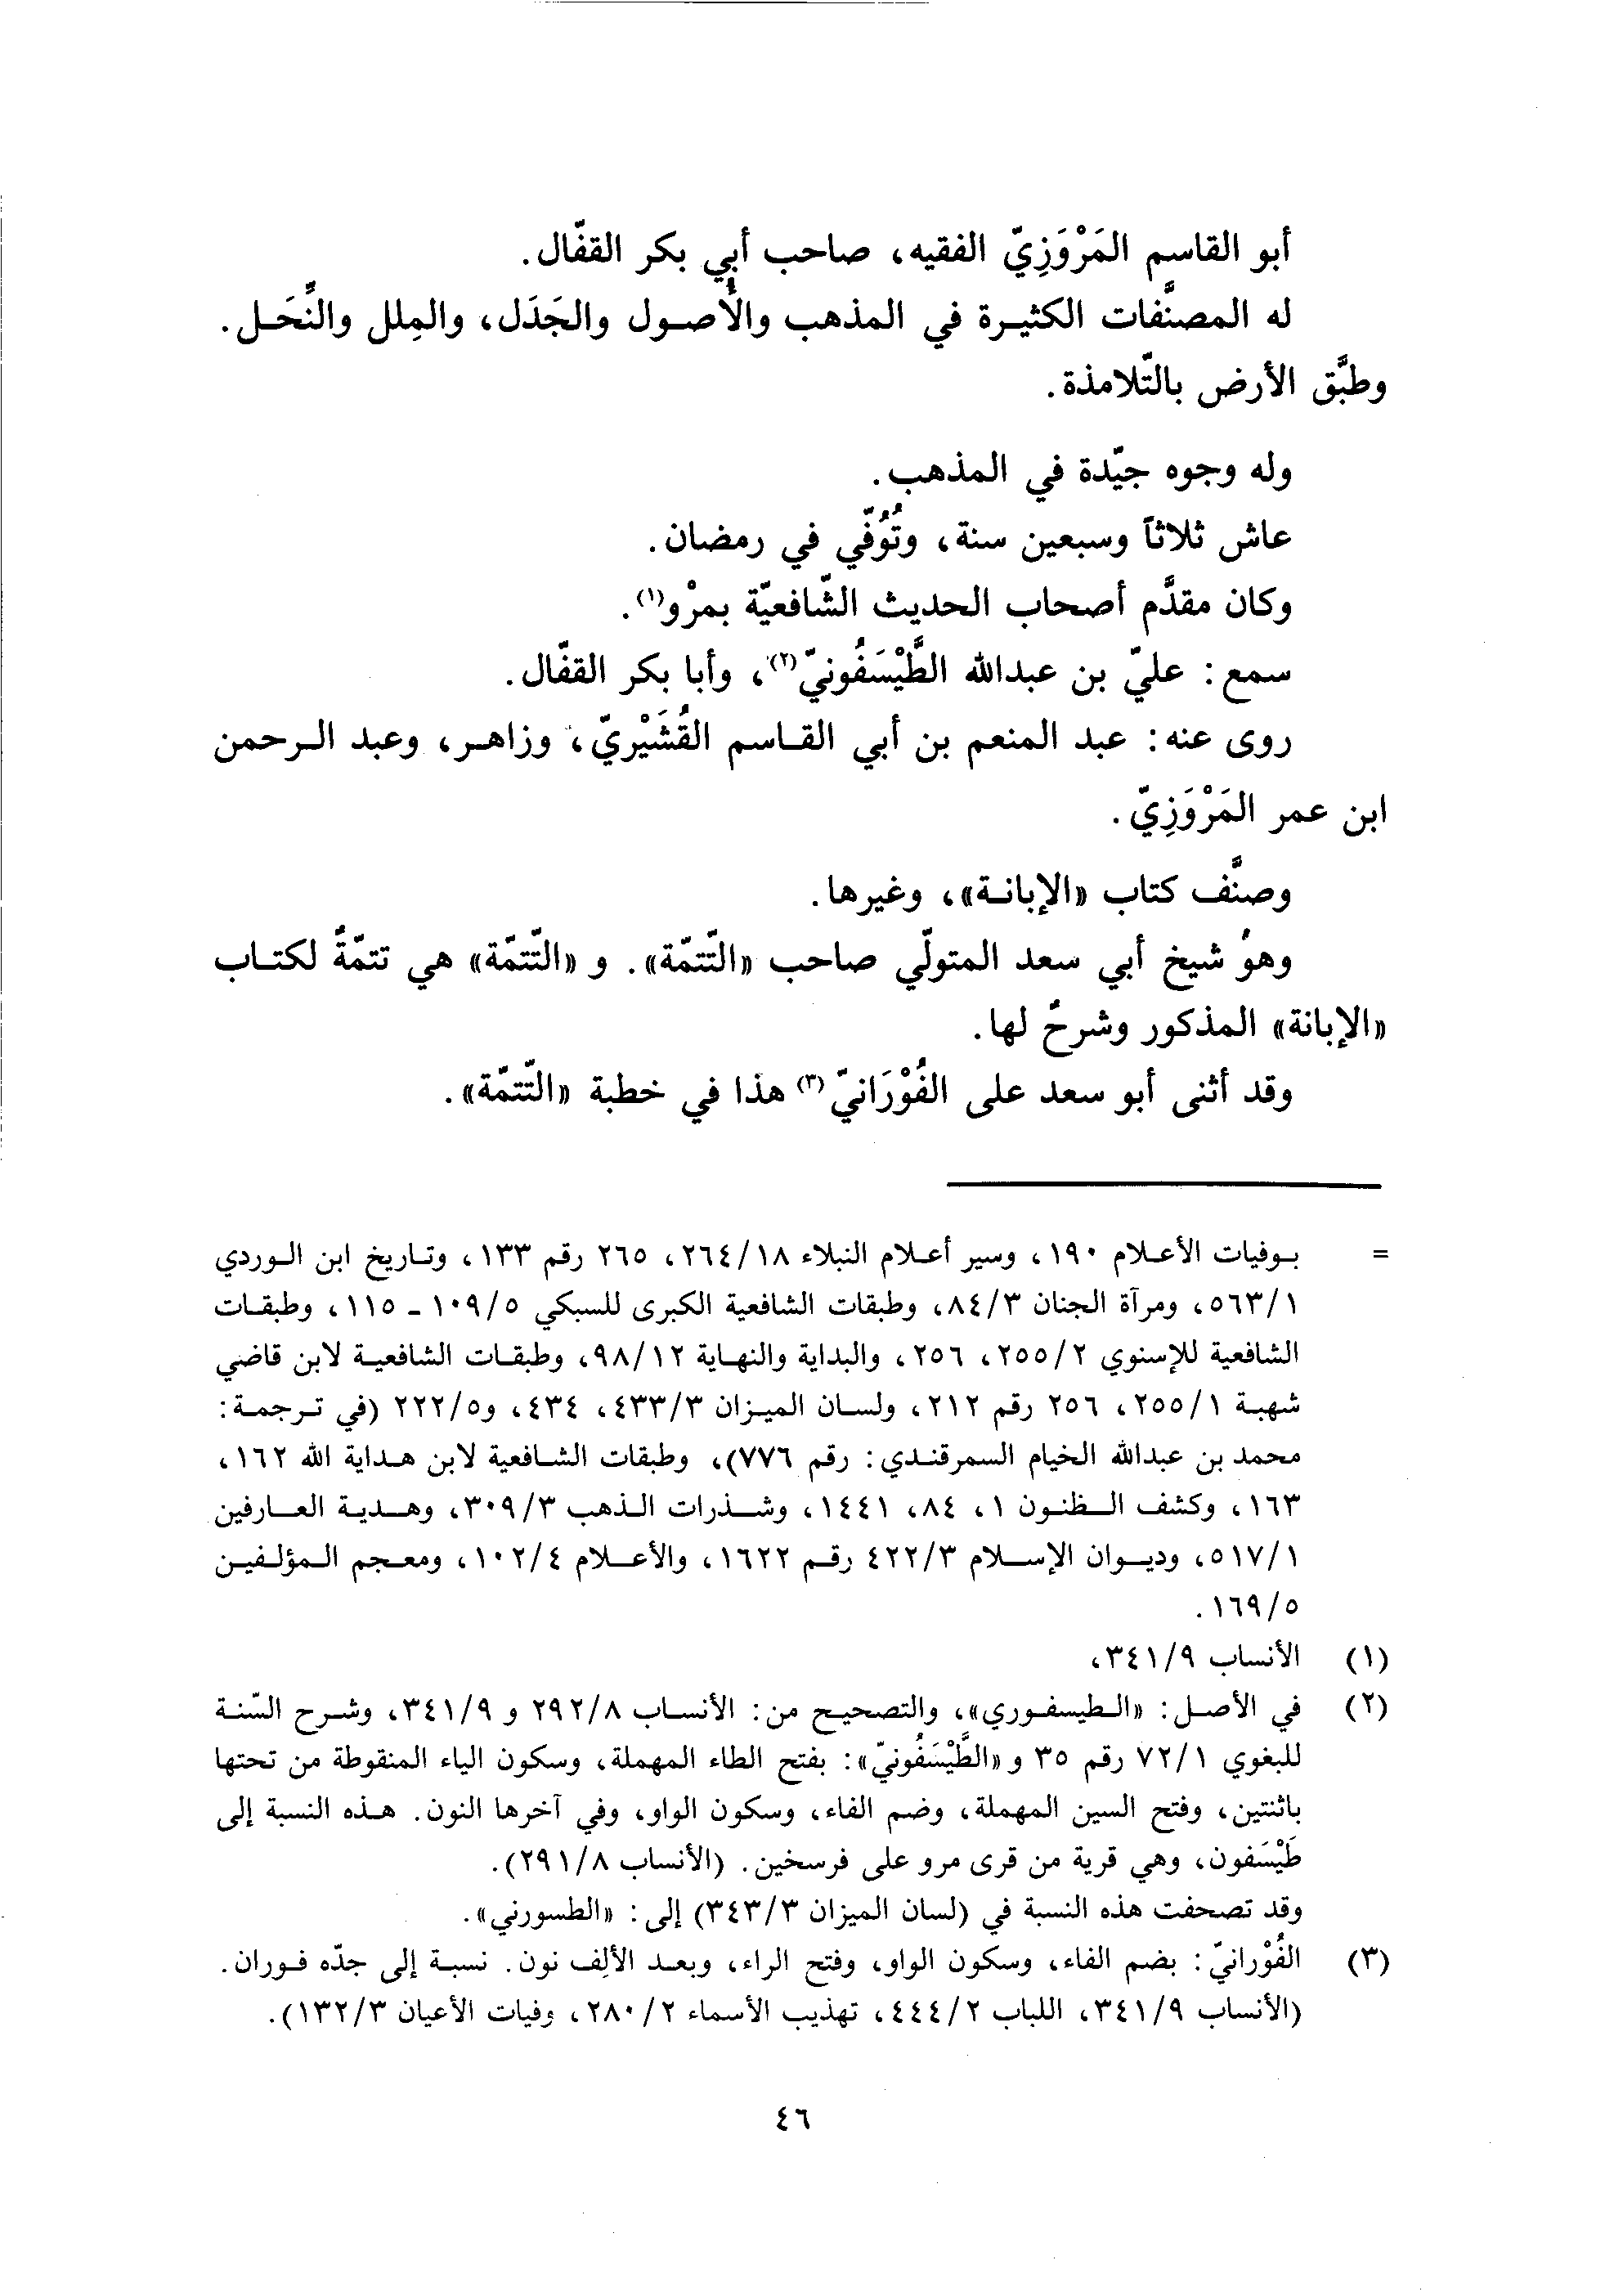 أبو القاسم المَرْوَزِيّ الفقيه، صاحب أبي بكر القفّال.
له المصنَّفات الكثيرة في المذهب والأصول والجَدَل، والمِلل والنِّحَل.
وطبَّق الأرض بالتّلامذة.
وله وجوه جيّدة في المذهب.
عاش ثلاثاً وسبعين سنة، وتُوُفّي في رمضان.
وكان مقدَّم أصحاب الحديث الشّافعيّة بمرْو(١).
سمع: عليّ بن عبدالله الطَّيْسَفُونيّ(٢)، وأبا بكر القفّال.
روى عنه: عبد المنعم بن أبي القاسم القُشَيْريّ، وزاهر، وعبد الرحمن
ابن عمر المَرْوَزِيّ.
وصنَّف كتاب «الإبانة»، وغيرها.
وهو شيخ أبي سعد المتولّي صاحب «التّتمّة». و «التّتمّة» هي تتمّةٌ لكتاب
«الإبانة» المذكور وشرحٌ لها.
وقد أثنى أبو سعد على الفُوْرَانيّ(٣) هذا في خطبة «التّتمّة».
= بوفيات الأعلام ١٩٠، وسير أعلام النبلاء ٢٦٤/١٨، ٢٦٥ رقم ١٣٣، وتاريخ ابن الوردي
٥٦٣/١، ومرآة الجنان ٨٤/٣، وطبقات الشافعية الكبرى للسبكي ١٠٩/٥ - ١١٥، وطبقات
الشافعية للإسنوي ٢٥٥/٢، ٢٥٦، والبداية والنهاية ٩٨/١٢، وطبقات الشافعية لابن قاضي
شهبة ٢٥٥/١، ٢٥٦ رقم ٢١٢، ولسان الميزان ٤٣٣/٣، ٤٣٤، و٢٢٢/٥ (في ترجمة:
محمد بن عبدالله الخيام السمرقندي: رقم ٧٧٦)، وطبقات الشافعية لابن هداية الله ١٦٢،
١٦٣، وكشف الظنون ١، ٨٤، ١٤٤١، وشذرات الذهب ٣٠٩/٣، وهدية العارفين
٥١٧/١، وديوان الإسلام ٤٢٢/٣ رقم ١٦٢٢، والأعلام ١٠٢/٤، ومعجم المؤلفين
١٦٩/٥.
(١) الأنساب ٣٤١/٩،
(٢) في الأصل: «الطيسفوري»، والتصحيح من: الأنساب ٢٩٢/٨ و ٣٤١/٩، وشرح السّنة
للبغوي ٧٢/١ رقم ٣٥ و«الطَّيْسَفُونيّ»: بفتح الطاء المهملة، وسكون الياء المنقوطة من تحتها
باثنتين، وفتح السين المهملة، وضم الفاء، وسكون الواو، وفي آخرها النون. هذه النسبة إلى
طَيْسَفون، وهي قرية من قرى مرو على فرسخين. (الأنساب ٢٩١/٨).
وقد تصحفت هذه النسبة في (لسان الميزان ٣٤٣/٣) إلى: «الطسورني».
(٣) الفُوْرانيّ: بضم الفاء، وسكون الواو، وفتح الراء، وبعد الألِف نون. نسبة إلى جدّه فوران.
(الأنساب ٣٤١/٩، اللباب ٤٤٤/٢، تهذيب الأسماء ٢٨٠/٢، وفيات الأعيان ١٣٢/٣).
٤٦